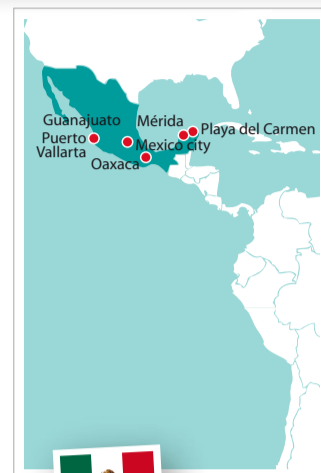 Guanajuato
Mérida
Playa del Carmen
Puerto
Vallarta
Mexico city
Oaxaca